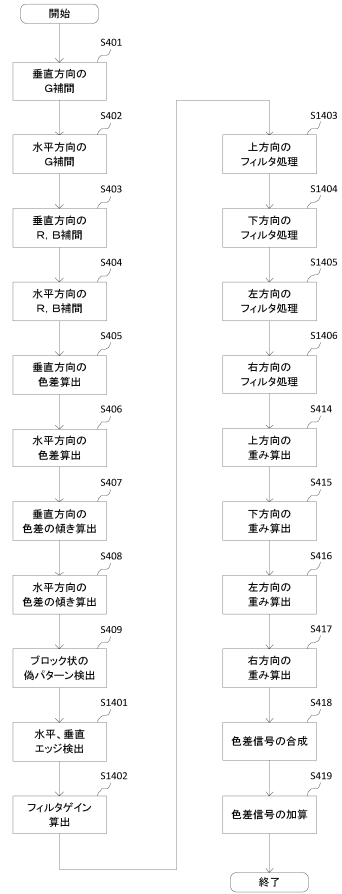 開始
S401
垂直方向の
G補間
S402
水平方向の
G補間
S403
垂直方向の
R, B補間
S404
水平方向の
R, B補間
S405
垂直方向の
色差算出
S406
水平方向の
色差算出
S407
垂直方向の
色差の傾き算出
S408
水平方向の
色差の傾き算出
S409
ブロック状の
偽パターン検出
S1401
水平、垂直
エッジ検出
S1402
フィルタゲイン
算出
S1403
上方向の
フィルタ処理
S1404
下方向の
フィルタ処理
S1405
左方向の
フィルタ処理
S1406
右方向の
フィルタ処理
S414
上方向の
重み算出
S415
下方向の
重み算出
S416
左方向の
重み算出
S417
右方向の
重み算出
S418
色差信号の合成
S419
色差信号の加算
終了